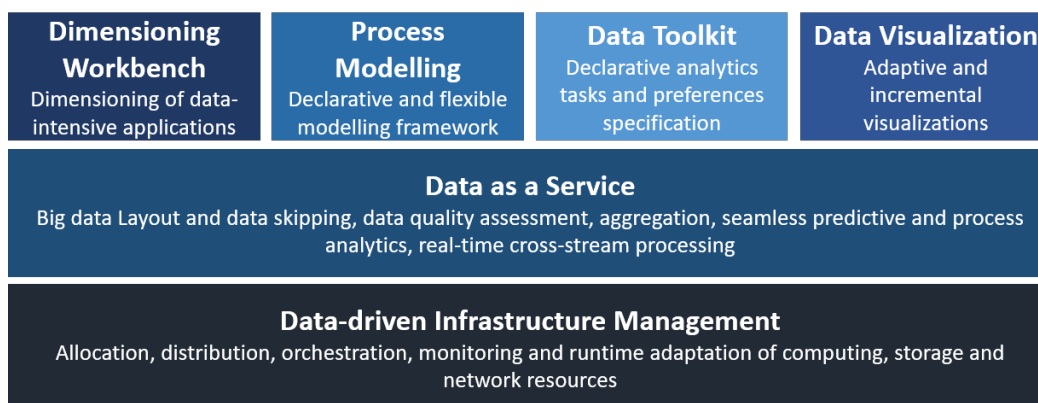 Dimensioning
Workbench
Dimensioning of data-
intensive applications
Process
Modelling
Declarative and flexible
modelling framework
Data Toolkit
Declarative analytics
tasks and preferences
specification
Data Visualization
Adaptive and
incremental
visualizations
Data as a Service
Big data Layout and data skipping, data quality assessment, aggregation, seamless predictive and process
analytics, real-time cross-stream processing
Data-driven Infrastructure Management
Allocation, distribution, orchestration, monitoring and runtime adaptation of computing, storage and
network resources